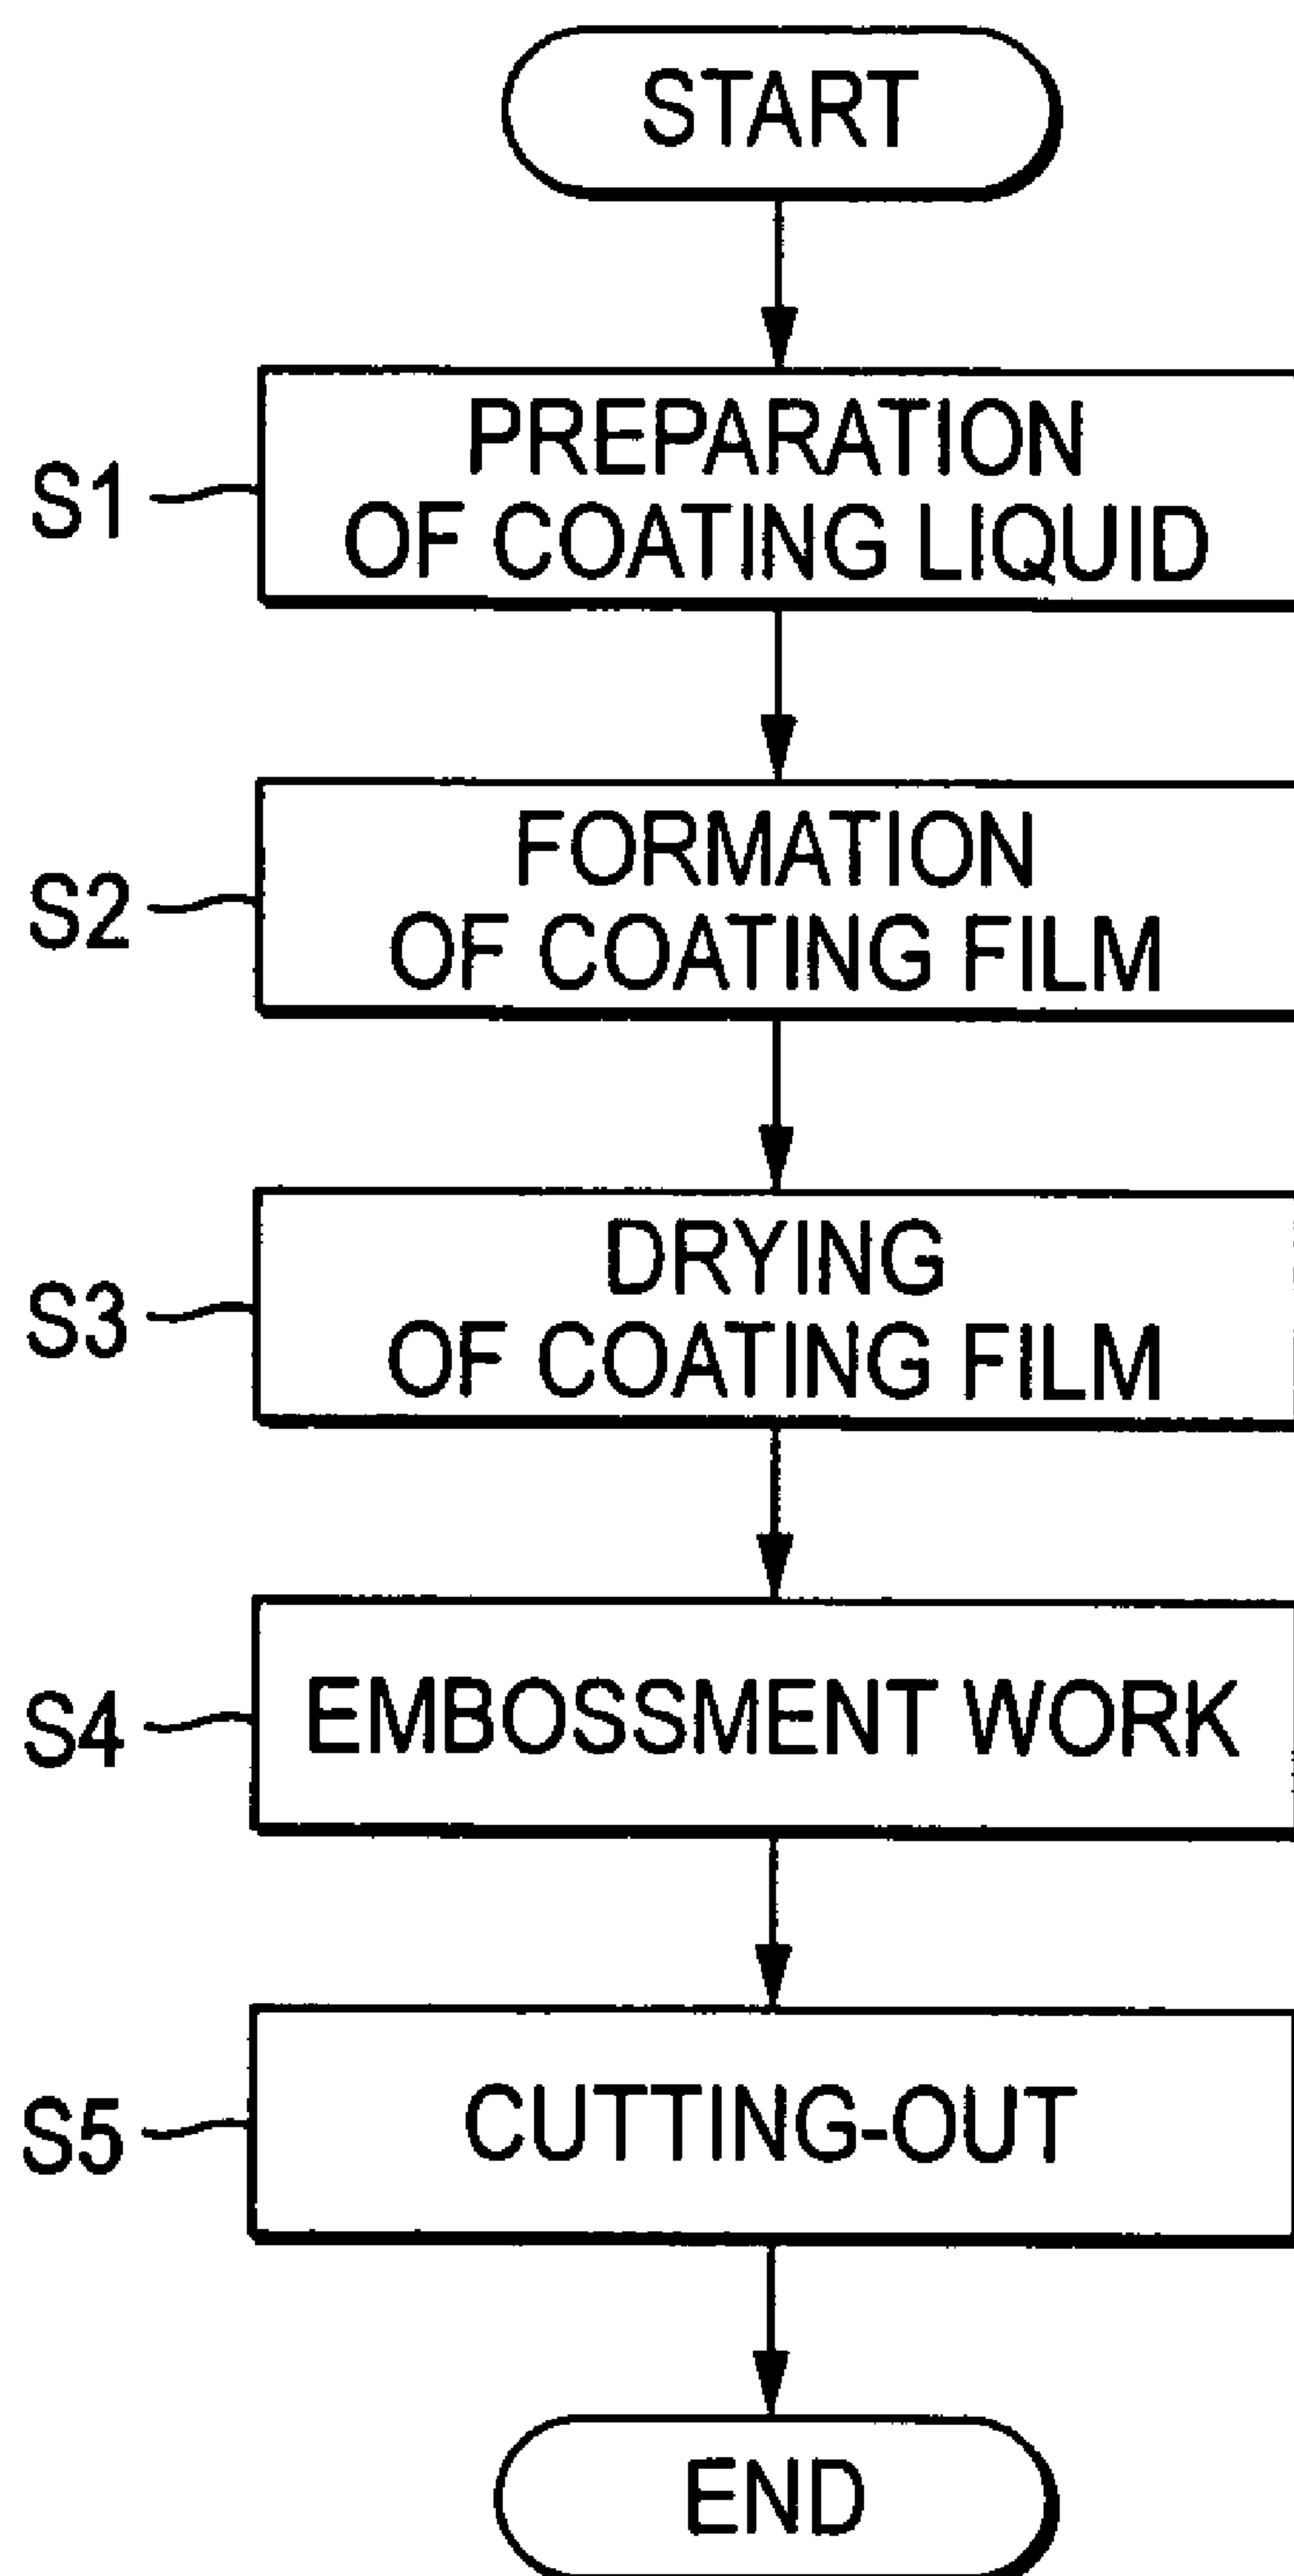 START
S1
PREPARATION
OF COATING LIQUID
S2
FORMATION
OF COATING FILM
S3
DRYING
OF COATING FILM
S4
EMBOSSMENT WORK
S5
CUTTING-OUT
END